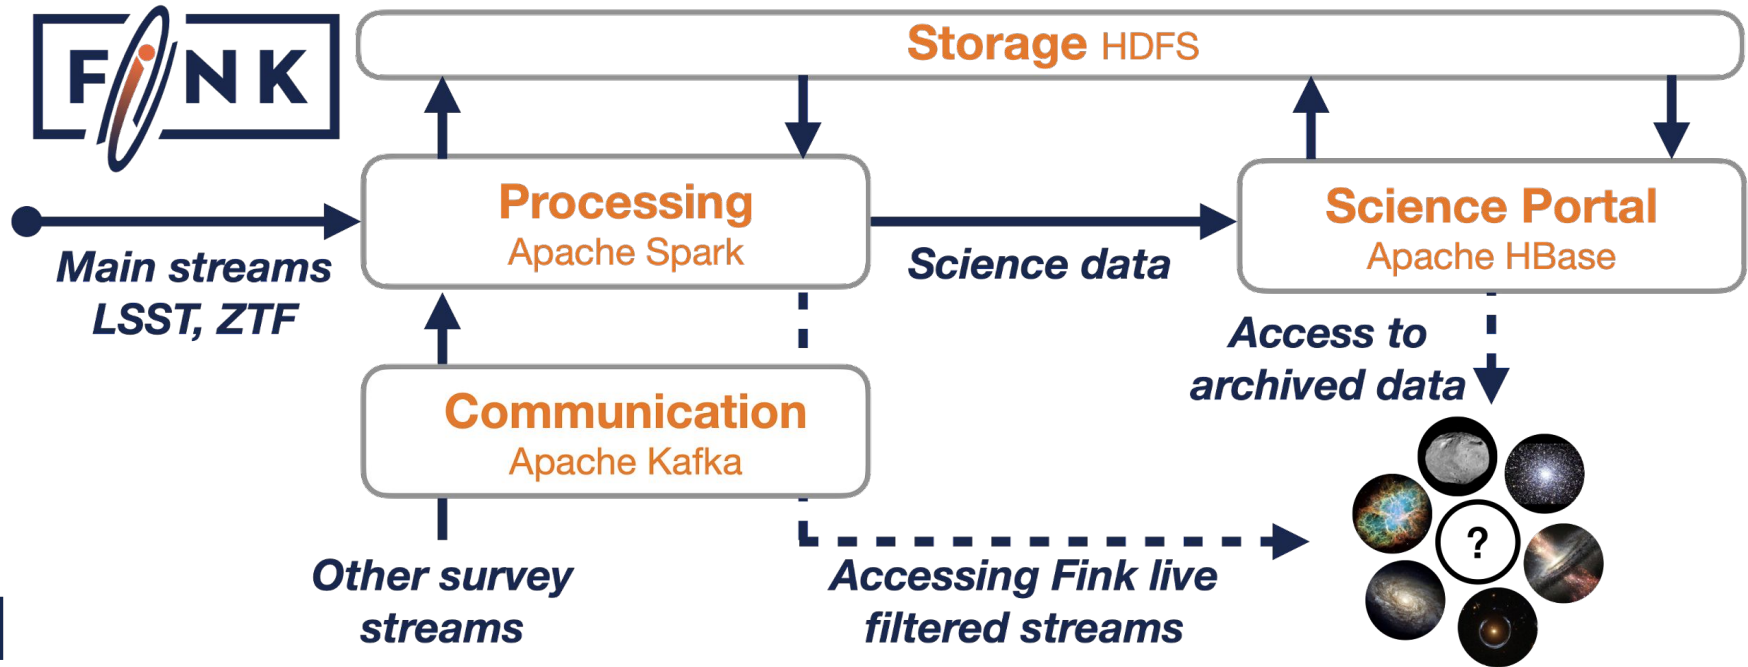 FINK
Storage HDFS
Processing
Apache Spark
Science Portal
Apache HBase
Main streams
LSST, ZTF
Science data
Access to
archived data
Communication
Apache Kafka
?
Other survey
streams
Accessing Fink live
filtered streams